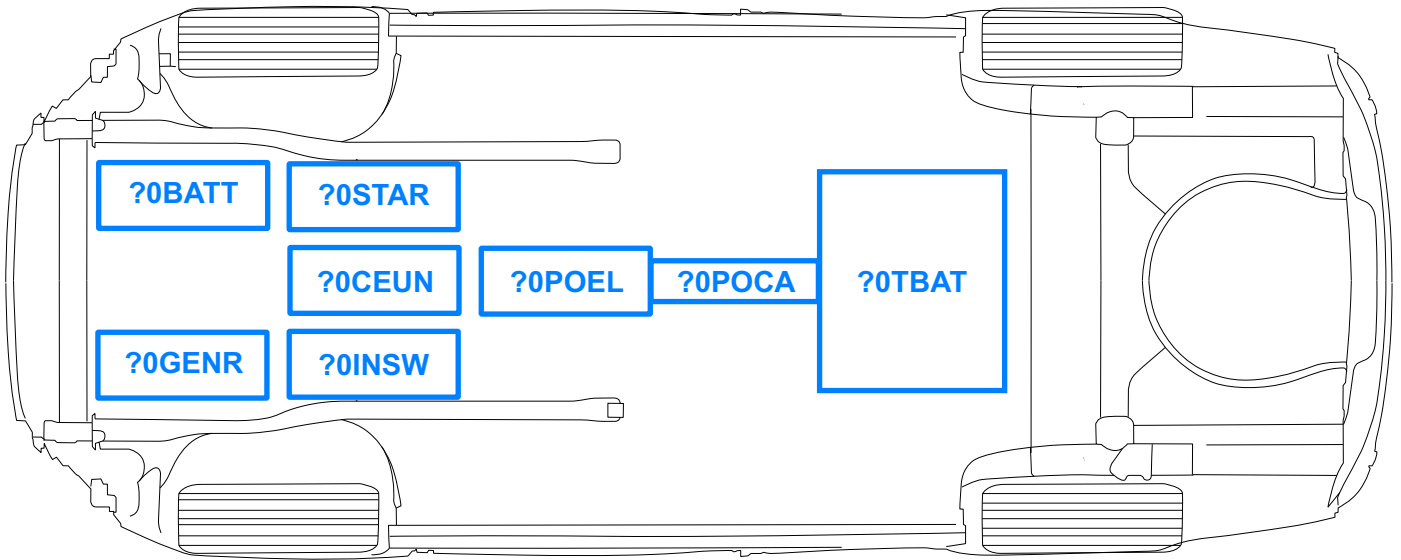 ?0BATT
?0STAR
?0CEUN
?0POEL
?0POCA
?0TBAT
?0GENR
?0INSW